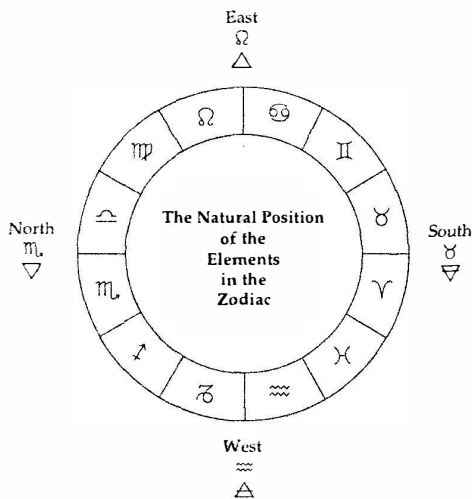 East
♌
△
♌ ♋
♍ ♊
♎ ♉
The Natural Position
of the
Elements
in the
Zodiac
North
♏
▽
South
♉
🜃
♏ ♈
♐ ♓
♑ ♒
West
♒
🜁